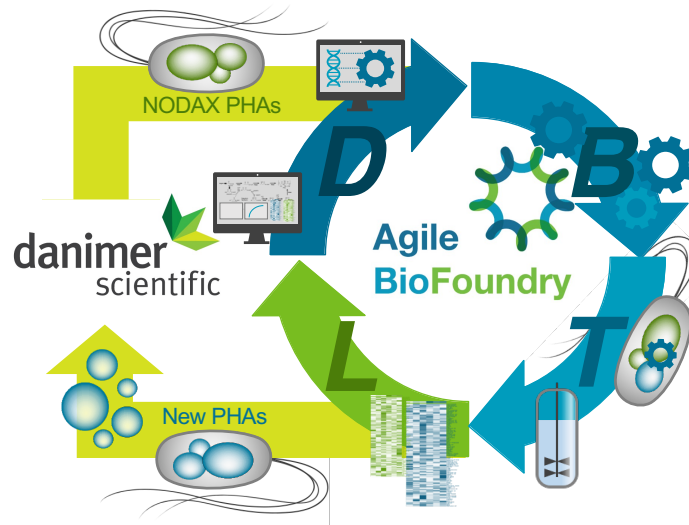 NODAX PHAs
D
B
danimer
scientific
Agile
BioFoundry
L
T
New PHAs